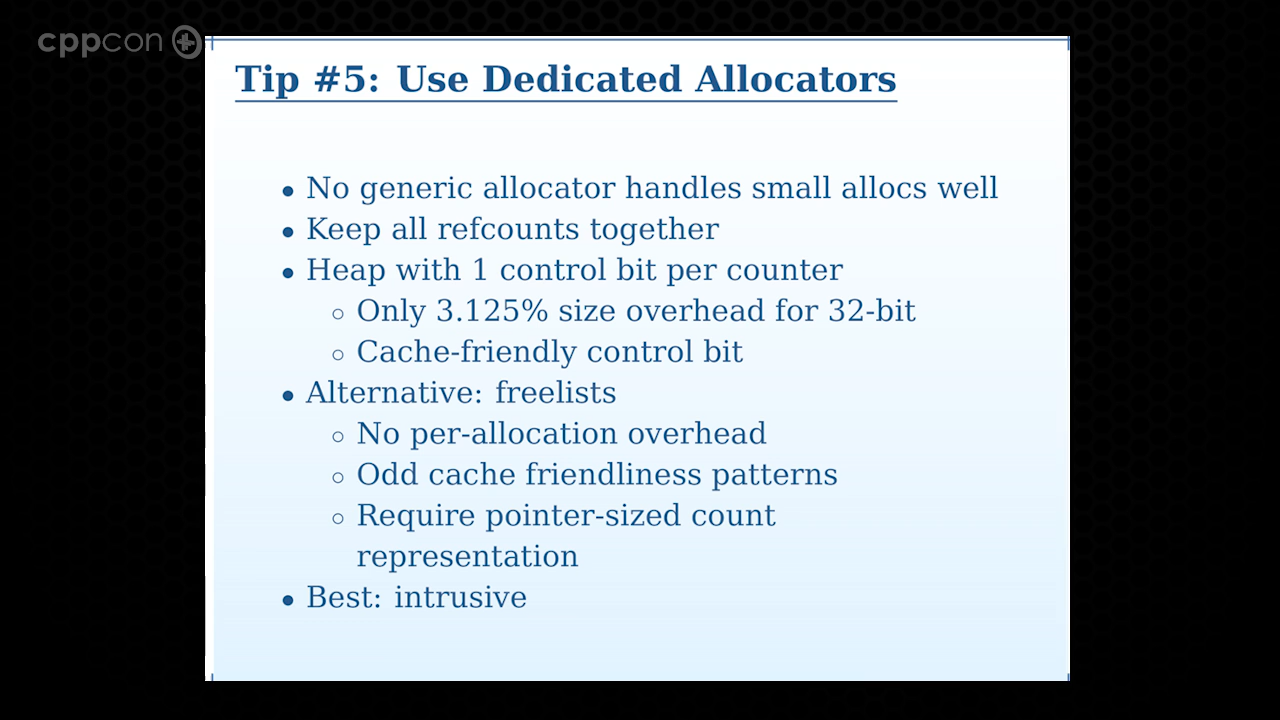 cppcon
Tip #5: Use Dedicated Allocators
• No generic allocator handles small allocs well
• Keep all refcounts together
• Heap with 1 control bit per counter
○ Only 3.125% size overhead for 32-bit
○ Cache-friendly control bit
• Alternative: freelists
○ No per-allocation overhead
○ Odd cache friendliness patterns
○ Require pointer-sized count
representation
• Best: intrusive